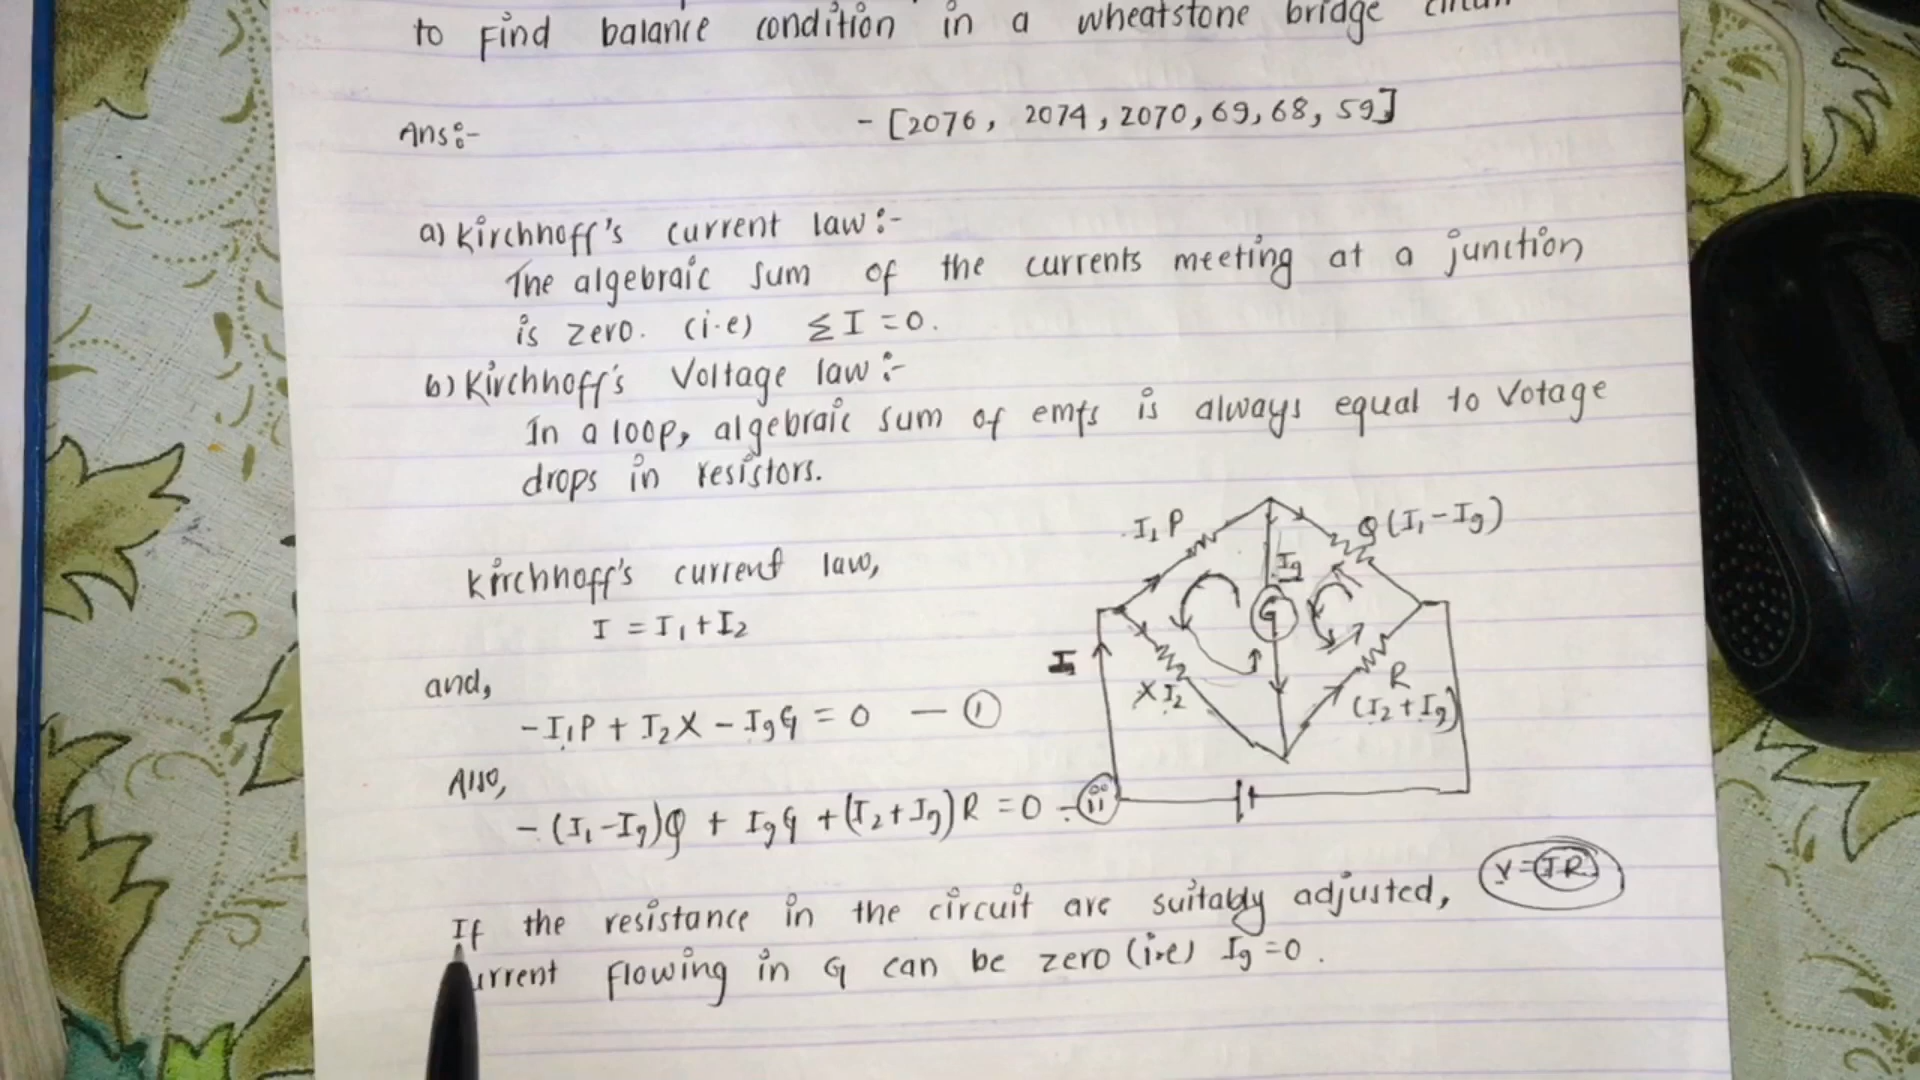 to find balance condition in a wheatstone bridge
- [2076, 2074, 2070, 69, 68, 59]
Ans:-
a) Kirchhoff's current law:-
The algebraic sum of the currents meeting at a junction
is zero. (i.e) ΣI = 0.
b) Kirchhoff's Voltage law:-
In a loop, algebraic sum of emfs is always equal to Votage
drops in resistors.
I₁ P
Q (I₁ - Ig)
Ig
G
I
X I₂
R
(I₂ + Ig)
Kirchhoff's current law,
I = I₁ + I₂
and,
-I₁P + I₂X - IgG = 0 — ①
Also,
- (I₁ - Ig)Q + IgG + (I₂ + Ig)R = 0 - ⓘⓘ
V = IR
If the resistance in the circuit are suitably adjusted,
flowing in G can be zero (i.e) Ig = 0.